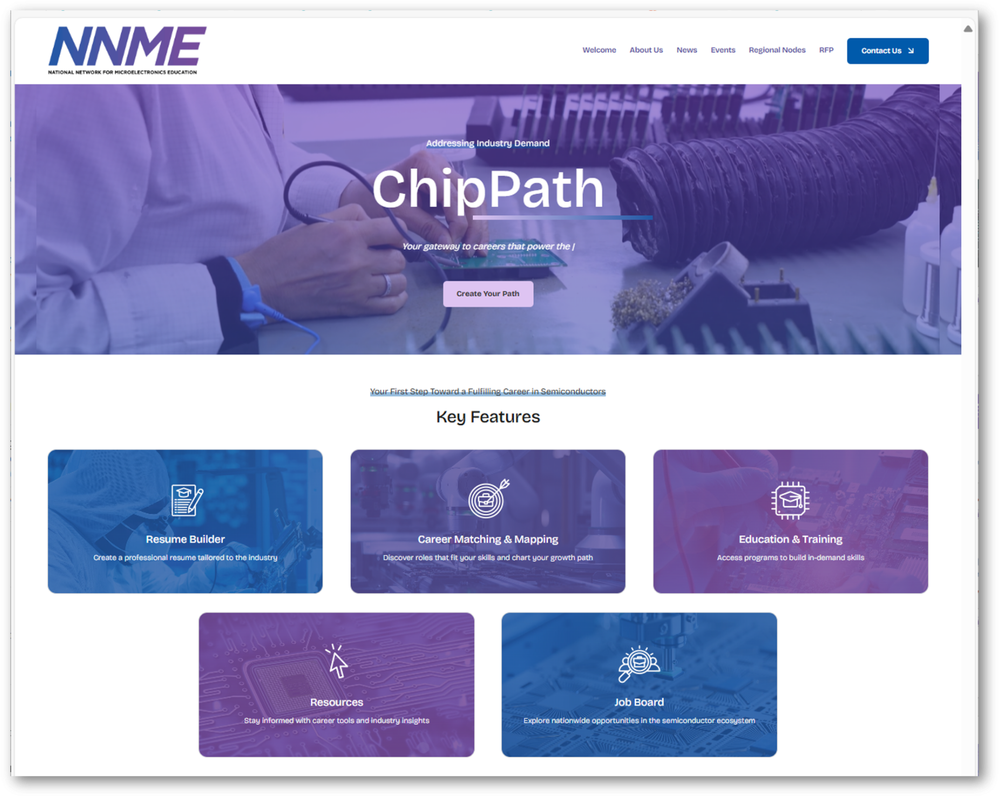 NNME
NATIONAL NETWORK FOR MICROELECTRONICS EDUCATION
Welcome About Us News Events Regional Nodes RFP Contact Us
Addressing Industry Demand
ChipPath
Your gateway to careers that power the |
Create Your Path
Your First Step Toward a Fulfilling Career in Semiconductors
Key Features
Resume Builder
Create a professional resume tailored to the industry
Career Matching & Mapping
Discover roles that fit your skills and chart your growth path
Education & Training
Access programs to build in-demand skills
Resources
Stay informed with career tools and industry insights
Job Board
Explore nationwide opportunities in the semiconductor ecosystem